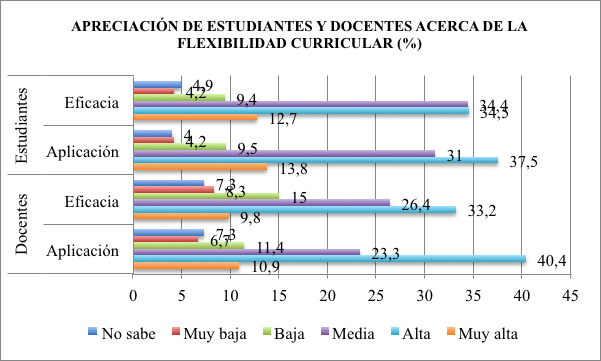 APRECIACIÓN DE ESTUDIANTES Y DOCENTES ACERCA DE LA
FLEXIBILIDAD CURRICULAR (%)
Estudiantes
Eficacia
4,9
4,2
9,4
34,4
34,5
12,7
Aplicación
4
4,2
9,5
31
37,5
13,8
Docentes
Eficacia
7,3
8,3
15
26,4
33,2
9,8
Aplicación
7,3
6,7
11,4
23,3
40,4
10,9
0 5 10 15 20 25 30 35 40 45
No sabe Muy baja Baja Media Alta Muy alta